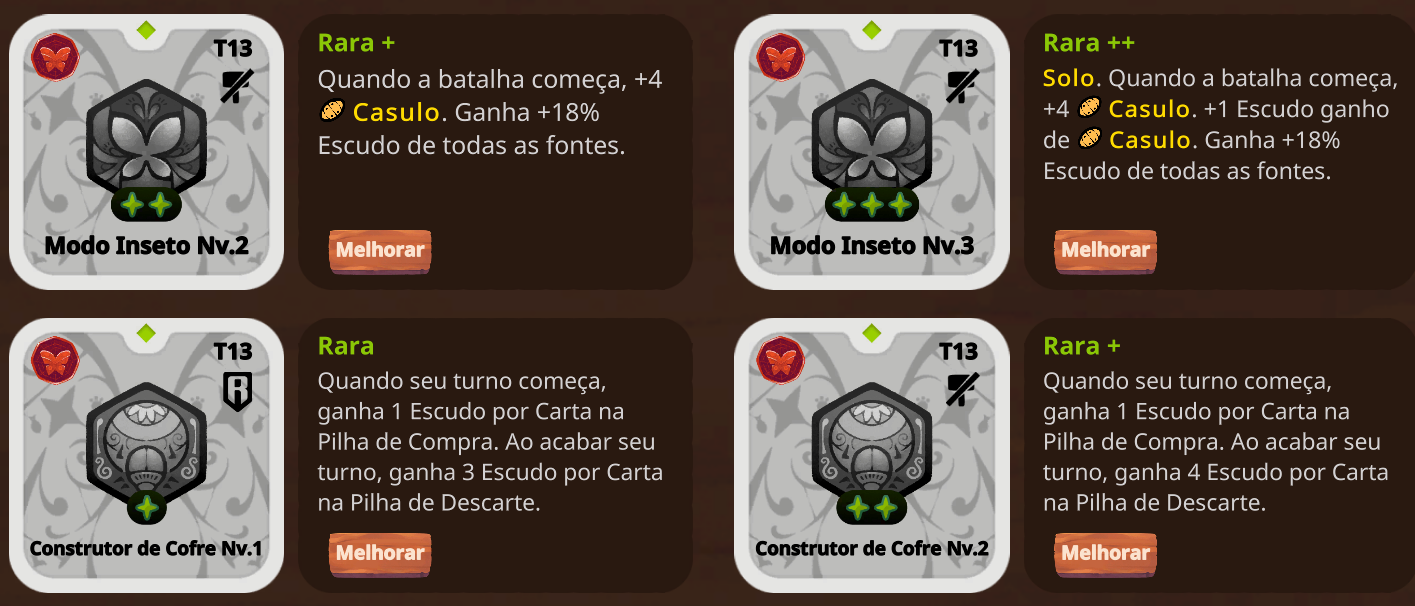 T13
Modo Inseto Nv.2
Rara +
Quando a batalha começa, +4
Casulo. Ganha +18%
Escudo de todas as fontes.
Melhorar
T13
Modo Inseto Nv.3
Rara ++
Solo. Quando a batalha começa,
+4 Casulo. +1 Escudo ganho
de Casulo. Ganha +18%
Escudo de todas as fontes.
Melhorar
T13
R
Construtor de Cofre Nv.1
Rara
Quando seu turno começa,
ganha 1 Escudo por Carta na
Pilha de Compra. Ao acabar seu
turno, ganha 3 Escudo por Carta
na Pilha de Descarte.
Melhorar
T13
Construtor de Cofre Nv.2
Rara +
Quando seu turno começa,
ganha 1 Escudo por Carta na
Pilha de Compra. Ao acabar seu
turno, ganha 4 Escudo por Carta
na Pilha de Descarte.
Melhorar